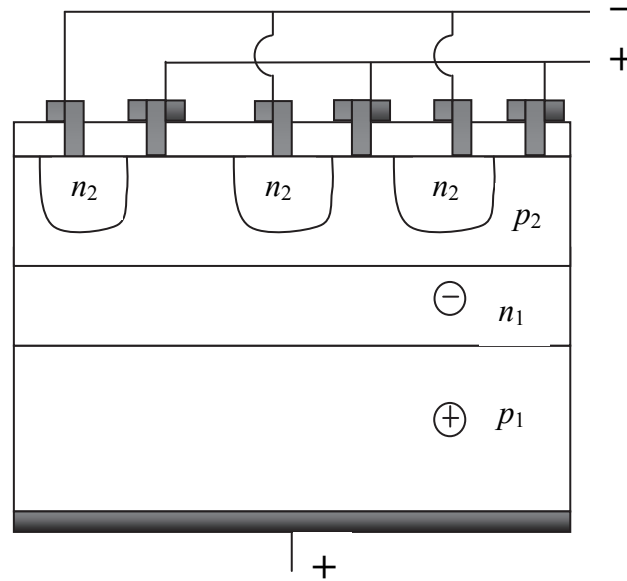 −
+
n₂ n₂ n₂
p₂
− n₁
+ p₁
+